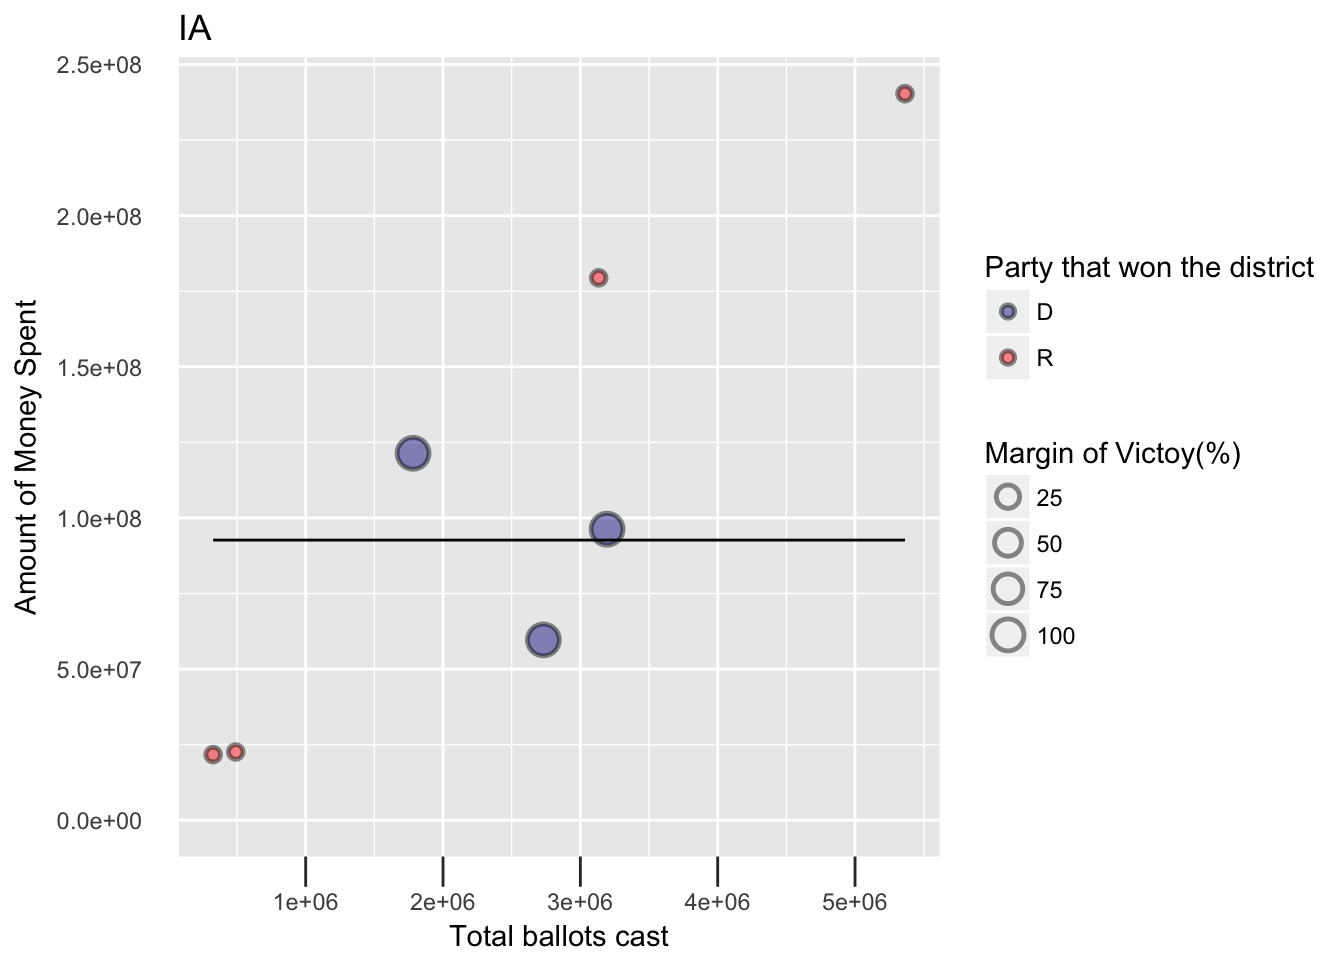 IA
2.5e+08
2.0e+08
1.5e+08
1.0e+08
5.0e+07
0.0e+00
Amount of Money Spent
1e+06 2e+06 3e+06 4e+06 5e+06
Total ballots cast
Party that won the district
D
R
Margin of Victoy(%)
25
50
75
100